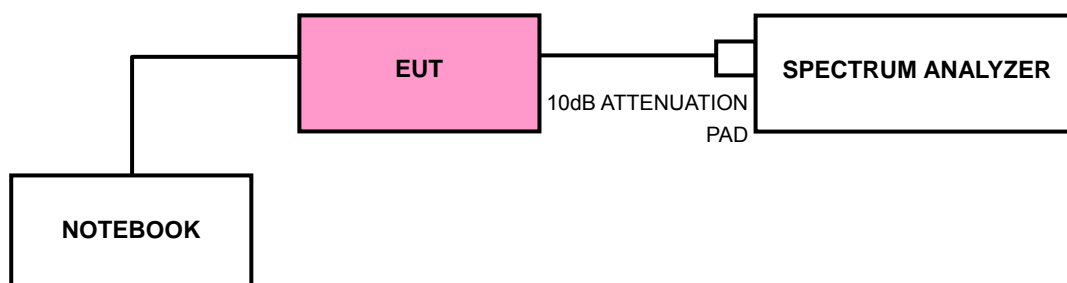 EUT
SPECTRUM ANALYZER
10dB ATTENUATION
PAD
NOTEBOOK